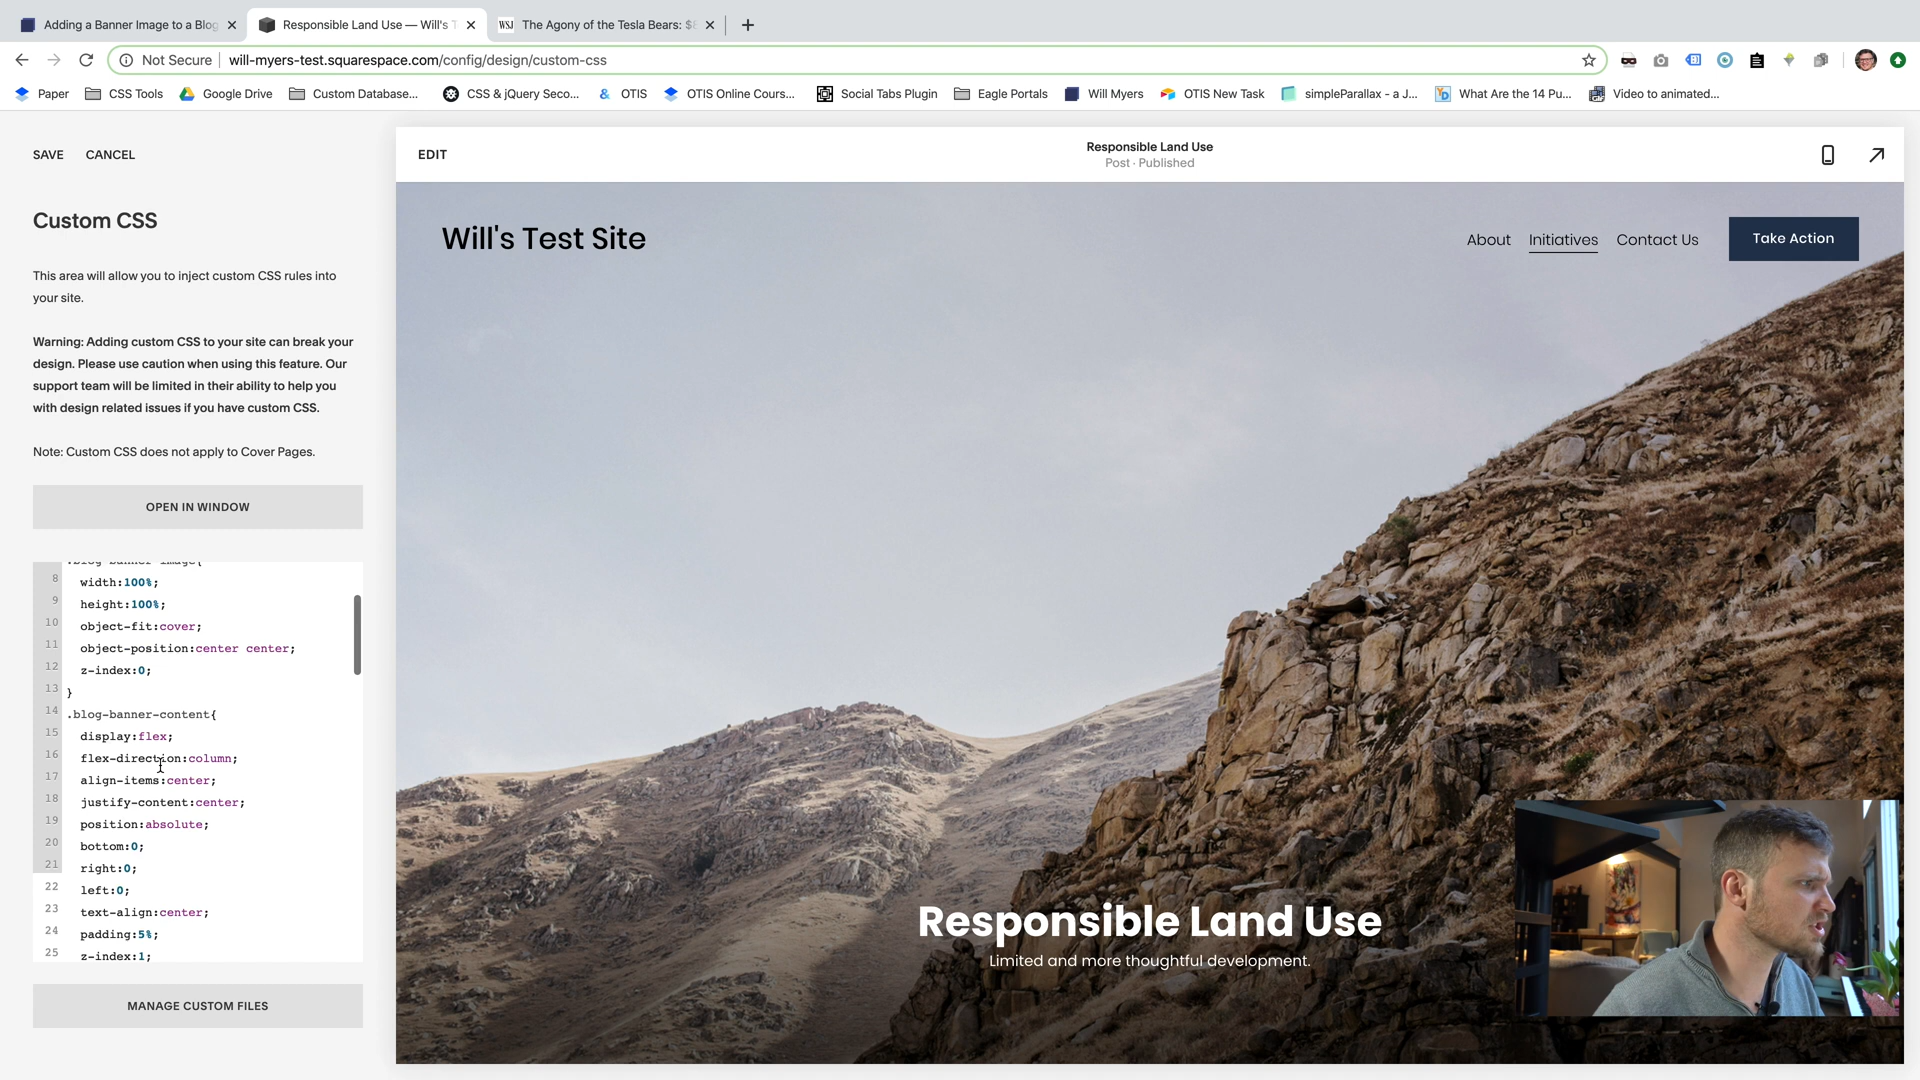 Adding a Banner Image to a Blog
Responsible Land Use — Will's T
WSJ The Agony of the Tesla Bears: $8
Not Secure will-myers-test.squarespace.com/config/design/custom-css
Paper CSS Tools Google Drive Custom Database... CSS & jQuery Seco... & OTIS OTIS Online Cours... Social Tabs Plugin Eagle Portals Will Myers OTIS New Task simpleParallax - a J... What Are the 14 Pu... Video to animated...
SAVE CANCEL
Custom CSS
This area will allow you to inject custom CSS rules into
your site.
Warning: Adding custom CSS to your site can break your
design. Please use caution when using this feature. Our
support team will be limited in their ability to help you
with design related issues if you have custom CSS.
Note: Custom CSS does not apply to Cover Pages.
OPEN IN WINDOW
.blog-banner-image{
8 width:100%;
9 height:100%;
10 object-fit:cover;
11 object-position:center center;
12 z-index:0;
13 }
14 .blog-banner-content{
15 display:flex;
16 flex-direction:column;
17 align-items:center;
18 justify-content:center;
19 position:absolute;
20 bottom:0;
21 right:0;
22 left:0;
23 text-align:center;
24 padding:5%;
25 z-index:1;
MANAGE CUSTOM FILES
EDIT
Responsible Land Use
Post · Published
Will's Test Site
About Initiatives Contact Us Take Action
Responsible Land Use
Limited and more thoughtful development.